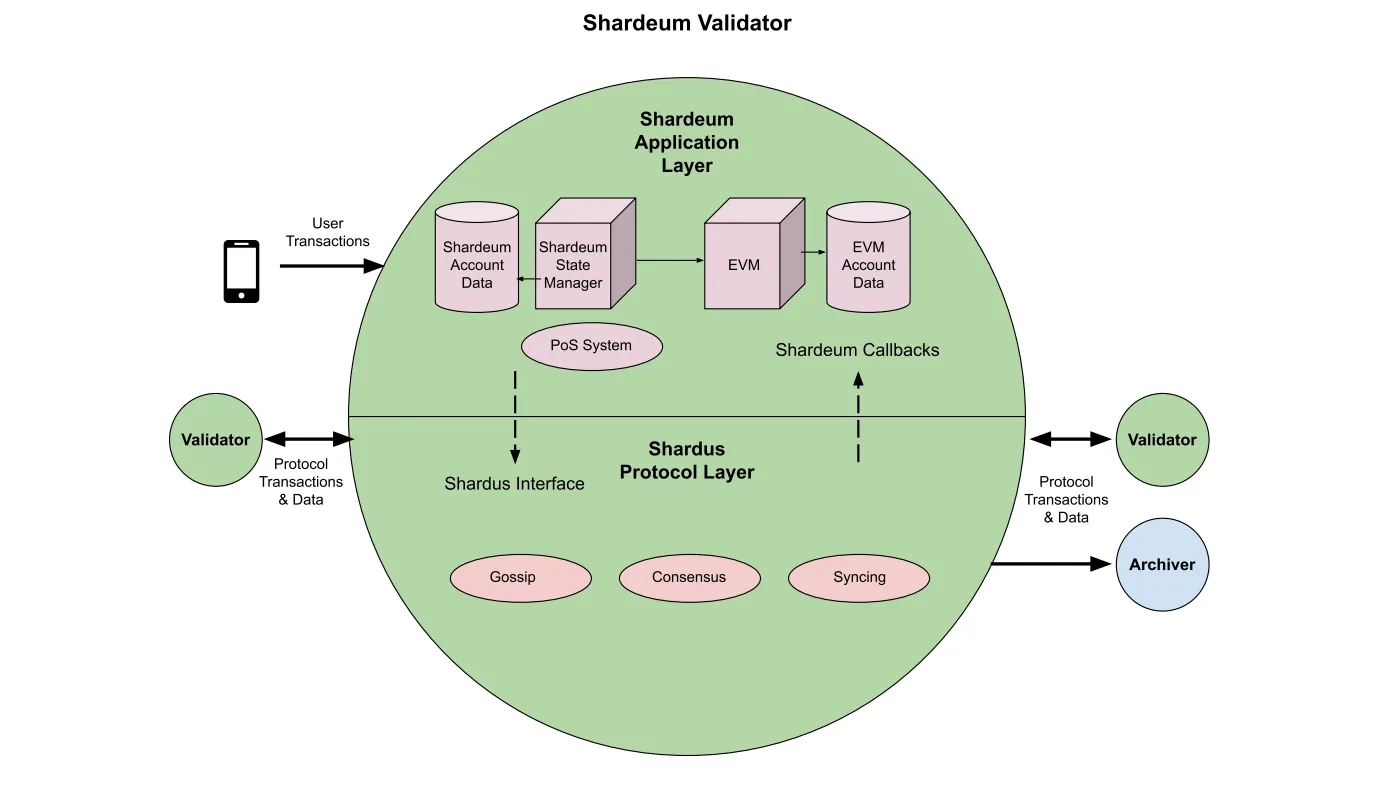 Shardeum Validator
Shardeum
Application
Layer
User
Transactions
Shardeum
Account
Data
Shardeum
State
Manager
EVM
EVM
Account
Data
PoS System
Shardeum Callbacks
Validator
Protocol
Transactions
& Data
Shardus
Protocol Layer
Shardus Interface
Validator
Protocol
Transactions
& Data
Archiver
Gossip
Consensus
Syncing